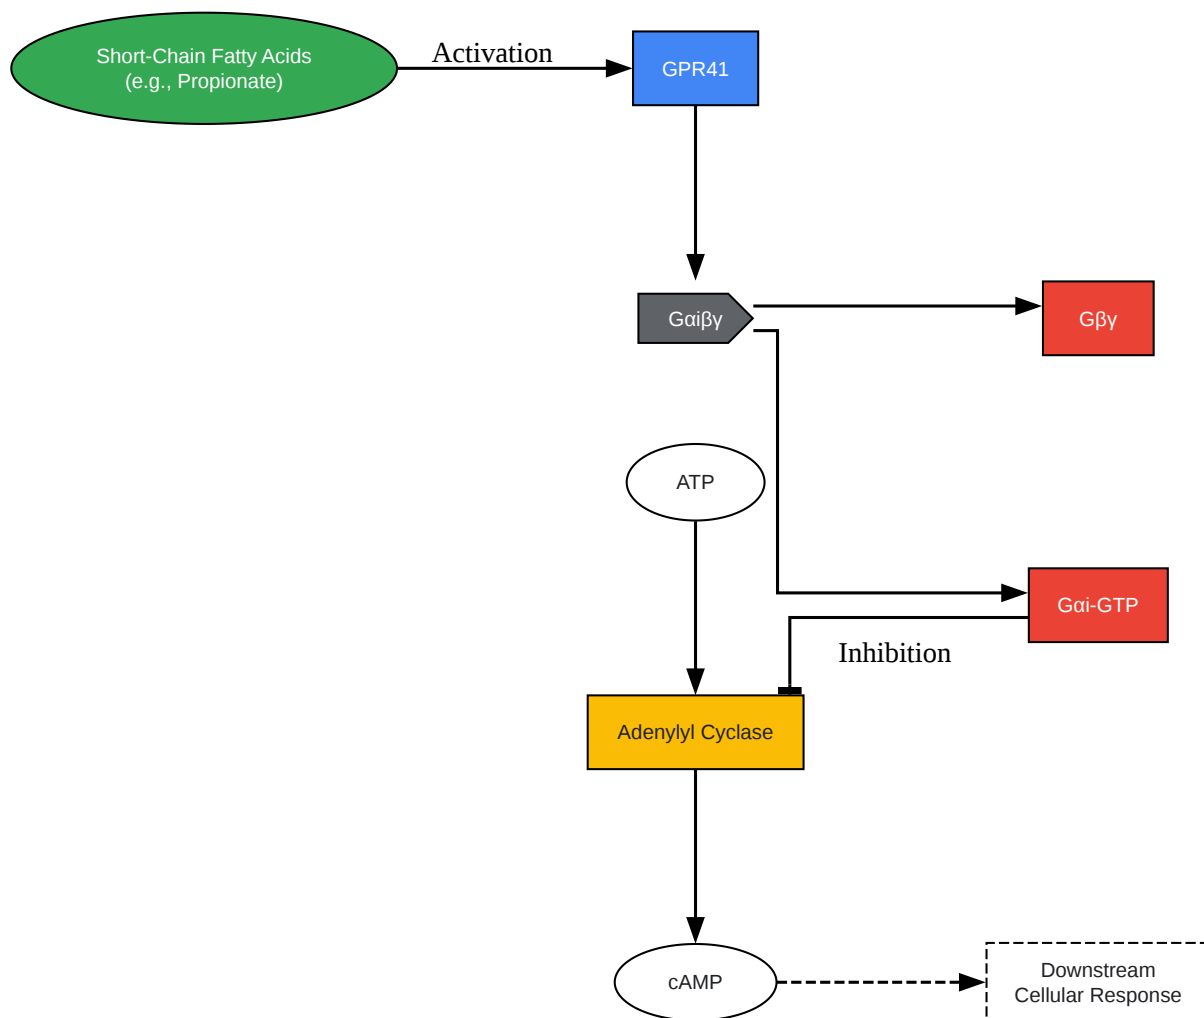 Short-Chain Fatty Acids
(e.g., Propionate)
Activation
GPR41
Gαiβγ
Gβγ
ATP
Gαi-GTP
Inhibition
Adenylyl Cyclase
cAMP
Downstream
Cellular Response